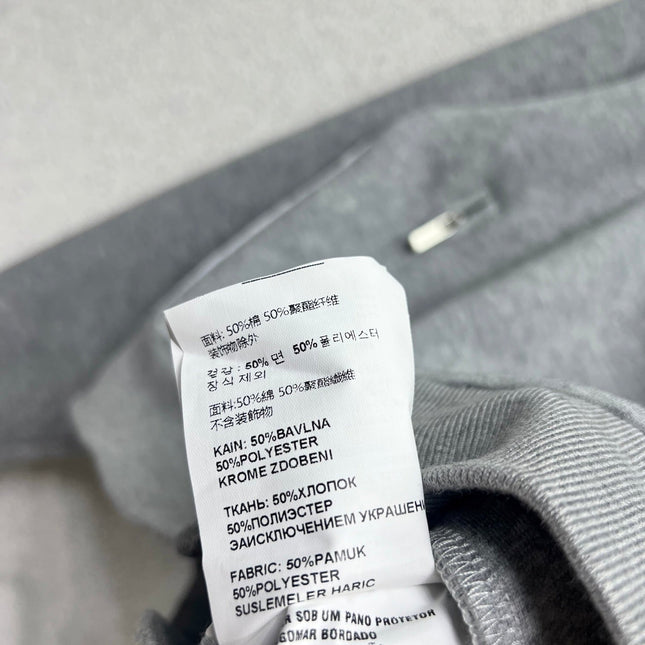 面料:50%棉 50%聚酯纤维
装饰物除外
겉감 : 50% 면 50% 폴리에스터
장식 제외
面料:50%綿 50%聚酯纖維
不含装飾物
KAIN: 50%BAVLNA
50%POLYESTER
KROME ZDOBENI
ТКАНЬ: 50%ХЛОПОК
50%ПОЛИЭСТЕР
ЭАИСКЛЮЧЕНИЕМ УКРАШЕНИ
FABRIC: 50%PAMUK
50%POLYESTER
SUSLEMELER HARIC
R SOB UM PANO PROTETOR
GOMAR BORDADO